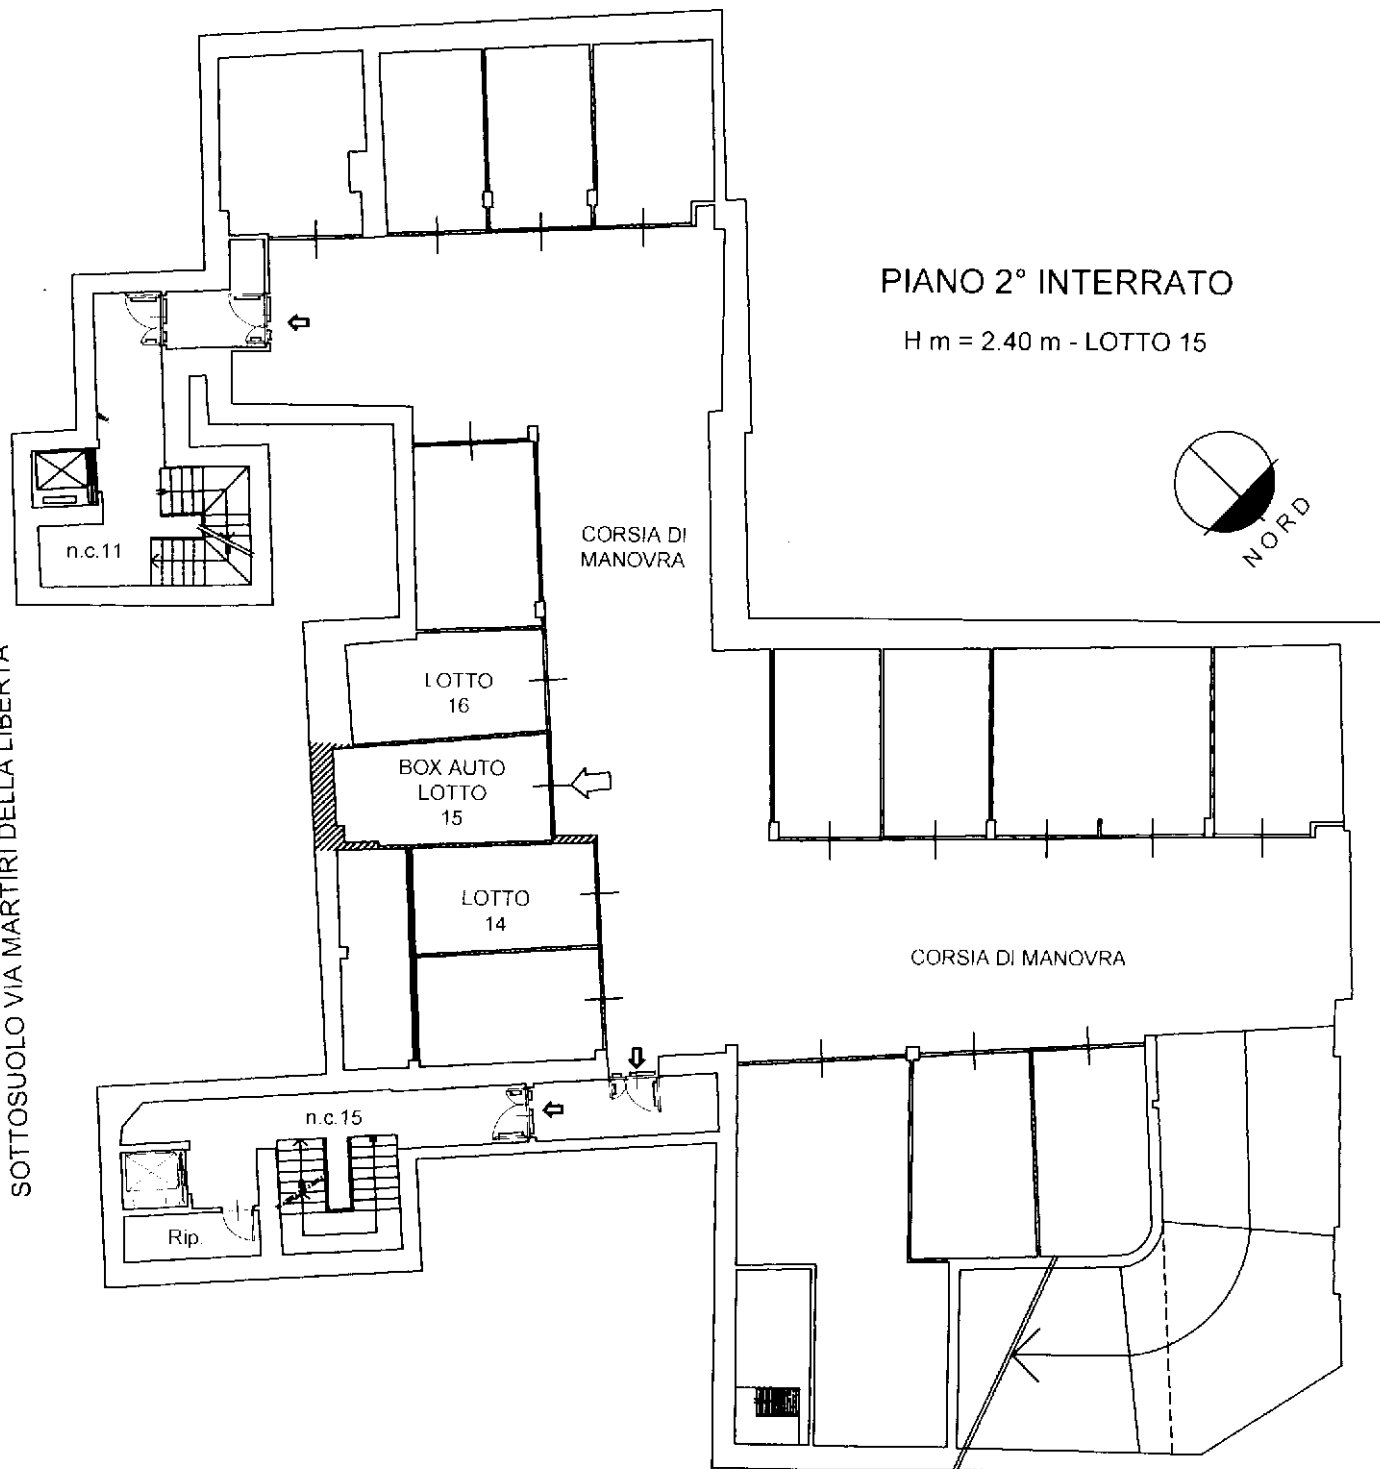 PIANO 2° INTERRATO
H m = 2.40 m - LOTTO 15
NORD
CORSIA DI
MANOVRA
n.c.11
LOTTO
16
BOX AUTO
LOTTO
15
LOTTO
14
CORSIA DI MANOVRA
n.c.15
Rip.
SOTTOSUOLO VIA MARTIRI DELLA LIBERTA